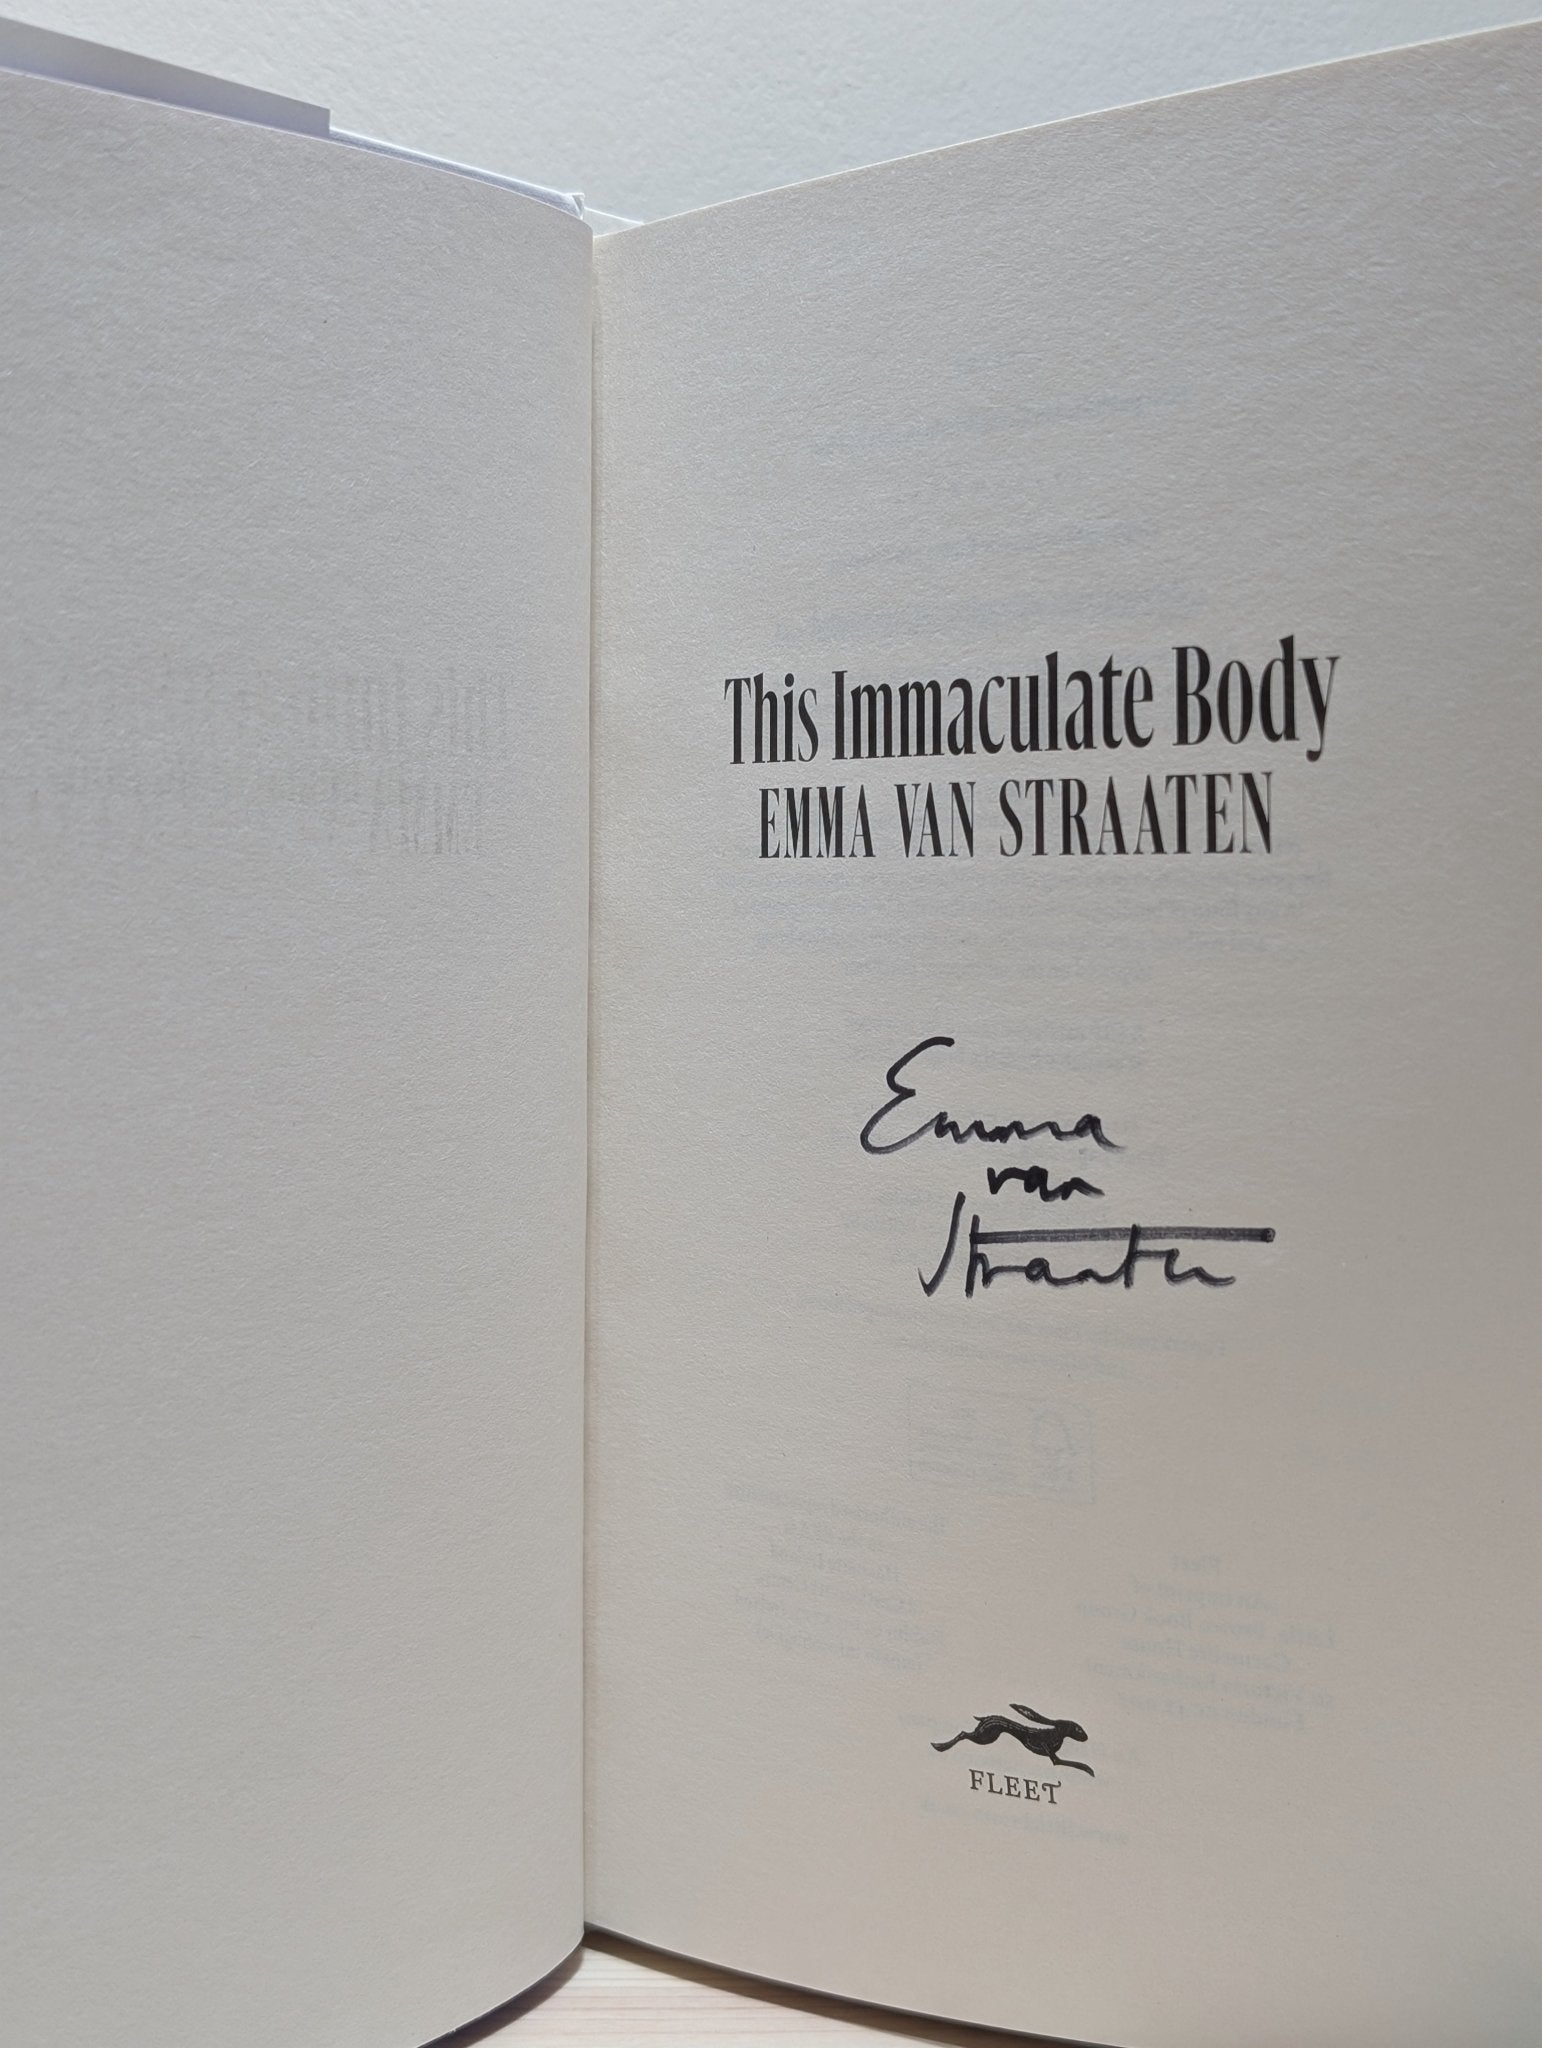 This Immaculate Body
EMMA VAN STRAATEN
Emma
van
Straaten
FLEET